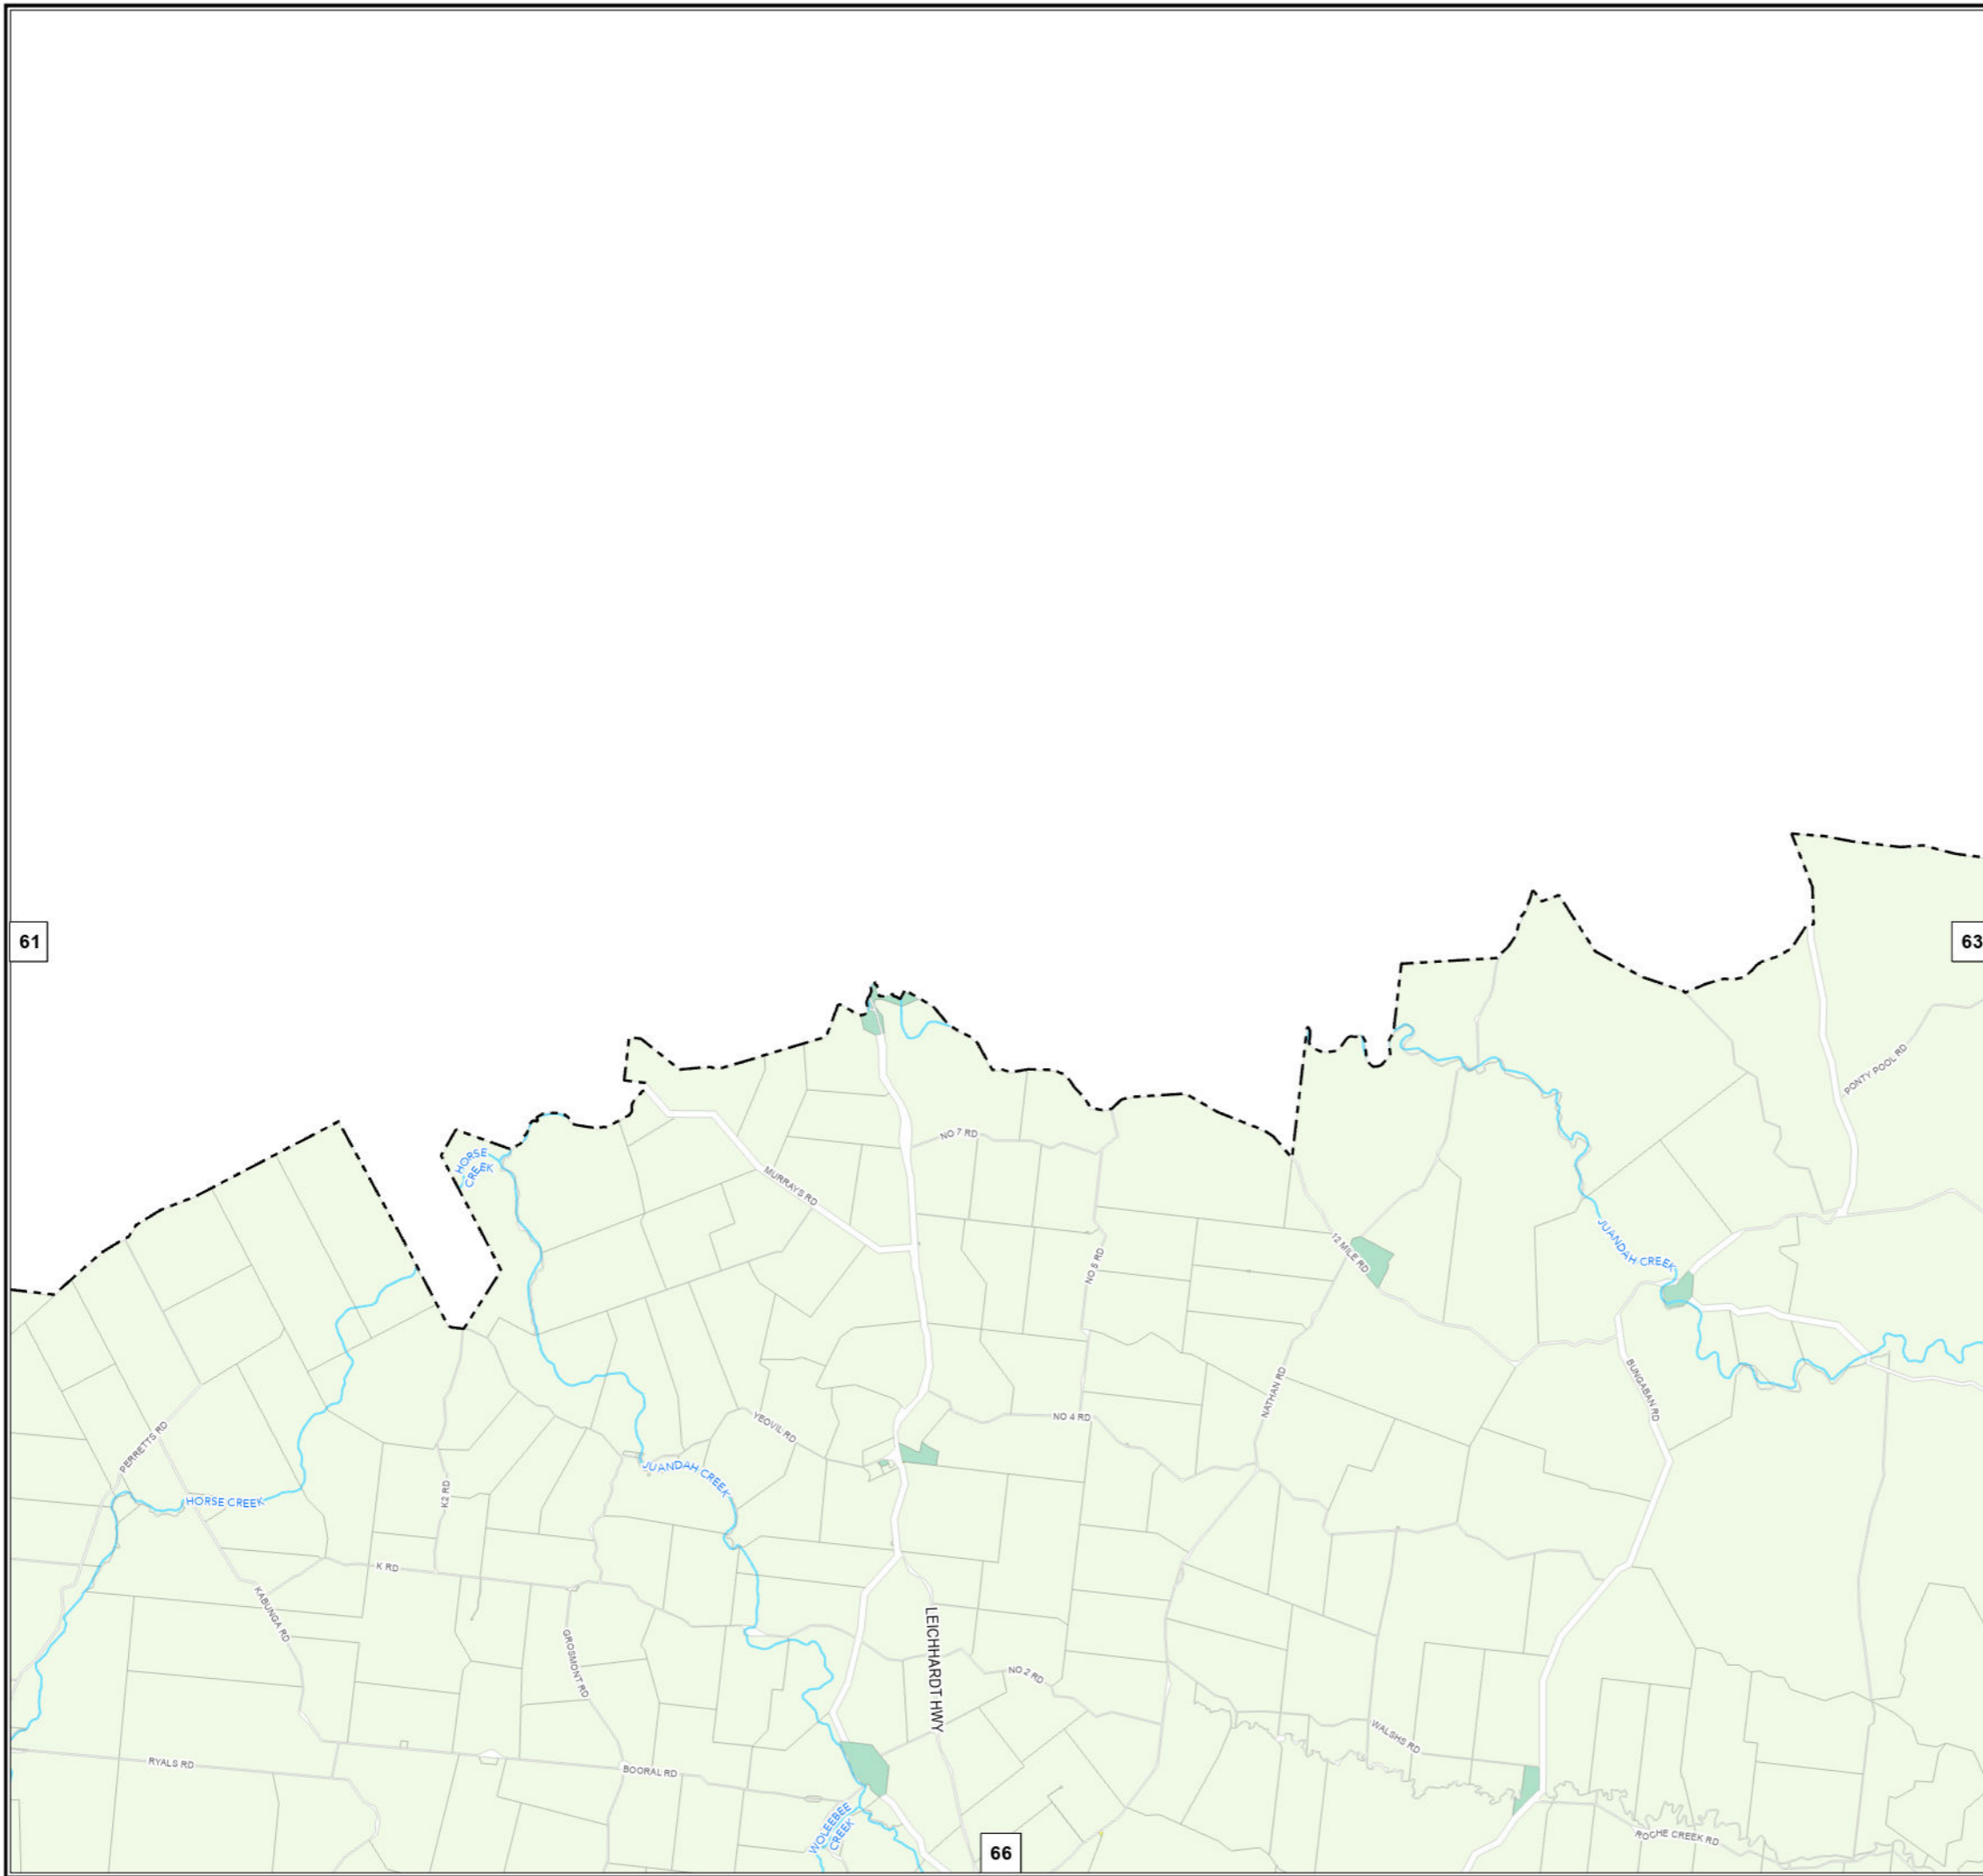 61
63
PONTY POOL RD
NO 7 RD
HORSE
CREEK
MURRAYS RD
JUANDAH CREEK
12 MILE RD
NO 5 RD
BUNGABAN RD
NATHAN RD
YEOVIL RD
NO 4 RD
PERRETTS RD
JUANDAH CREEK
K2 RD
HORSE CREEK
K RD
KABUNGA RD
GROSMONT RD
LEICHHARDT HWY
NO 2 RD
WALSHS RD
RYALS RD
BOORAL RD
WOLEEBEE
CREEK
ROCHE CREEK RD
66